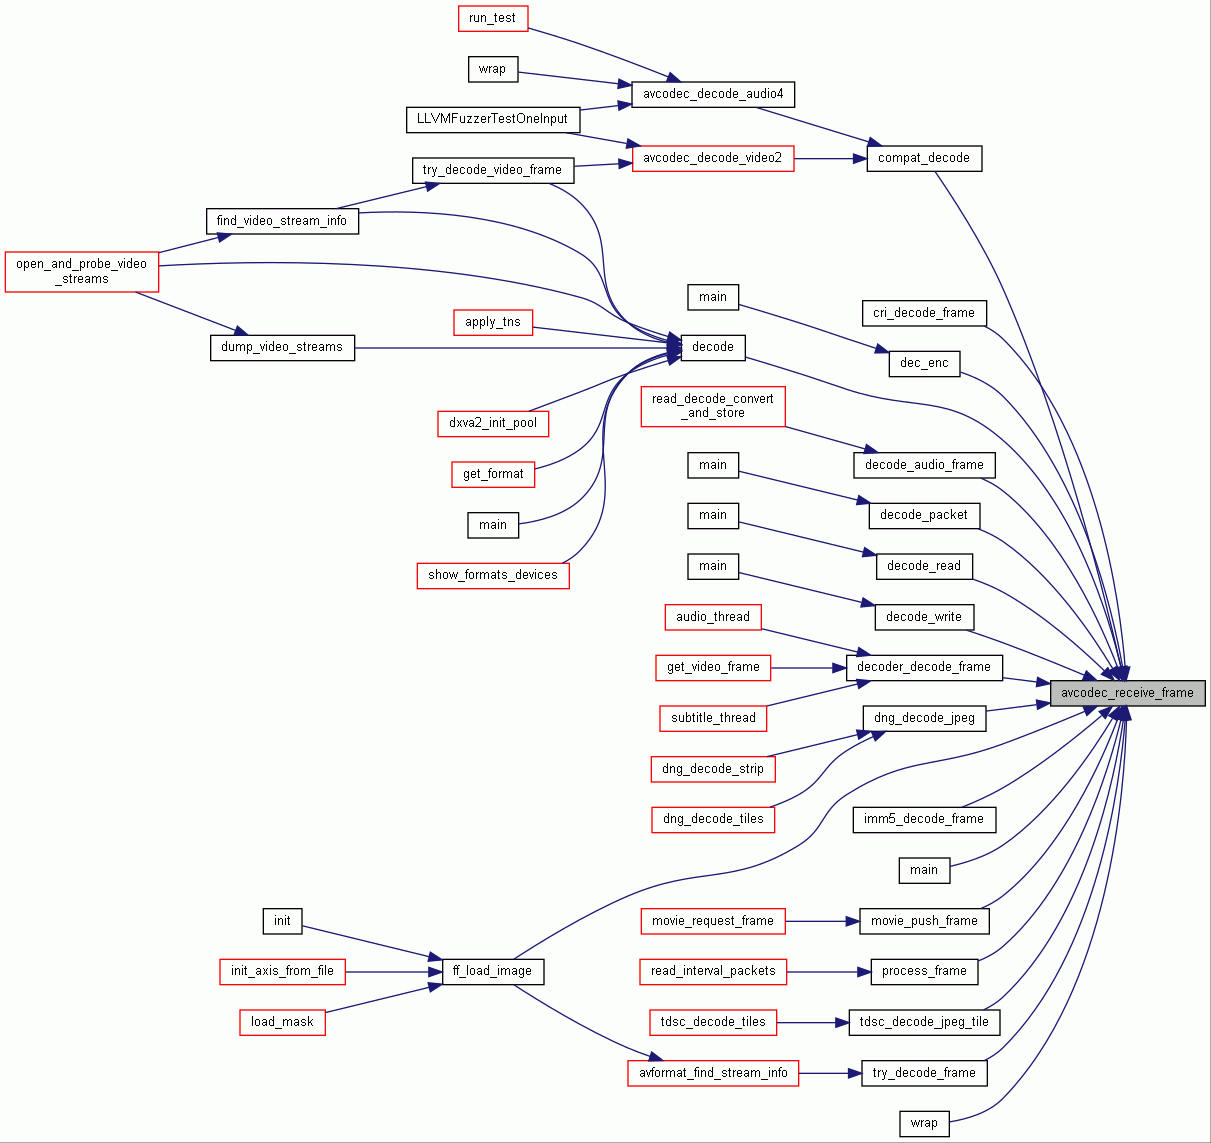 run_test
wrap
avcodec_decode_audio4
LLVMFuzzerTestOneInput
avcodec_decode_video2
compat_decode
try_decode_video_frame
find_video_stream_info
open_and_probe_video
_streams
main
cri_decode_frame
apply_tns
dump_video_streams
decode
dec_enc
read_decode_convert
_and_store
dxva2_init_pool
get_format
main
decode_audio_frame
main
decode_packet
main
show_formats_devices
main
decode_read
audio_thread
decode_write
get_video_frame
decoder_decode_frame
avcodec_receive_frame
subtitle_thread
dng_decode_jpeg
dng_decode_strip
dng_decode_tiles
imm5_decode_frame
main
init
movie_request_frame
movie_push_frame
init_axis_from_file
ff_load_image
read_interval_packets
process_frame
load_mask
tdsc_decode_tiles
tdsc_decode_jpeg_tile
avformat_find_stream_info
try_decode_frame
wrap